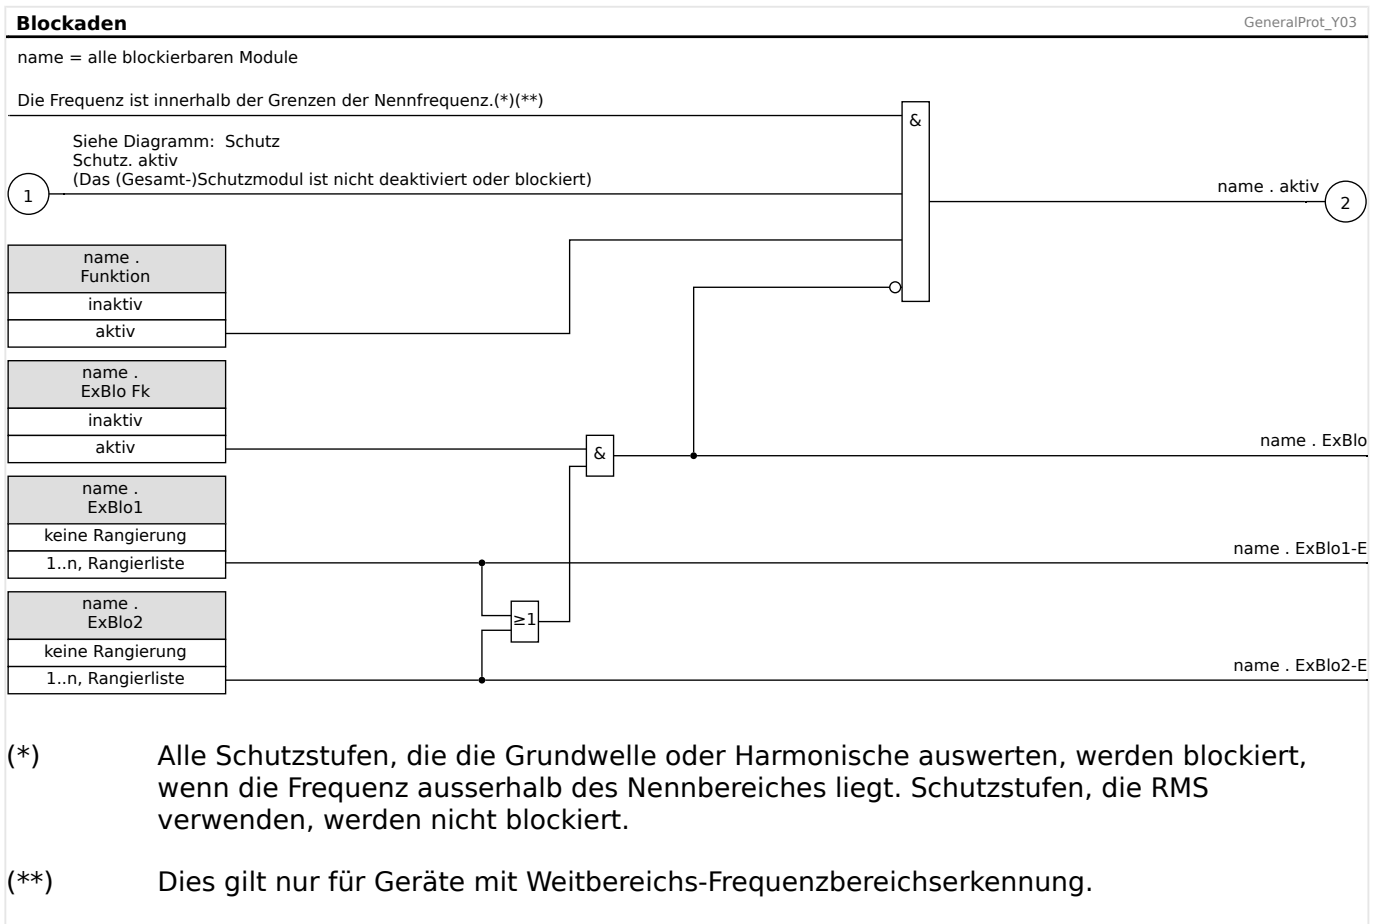 Blockaden
GeneralProt_Y03
name = alle blockierbaren Module
Die Frequenz ist innerhalb der Grenzen der Nennfrequenz.(*)(**)
&
Siehe Diagramm: Schutz
Schutz. aktiv
(Das (Gesamt-)Schutzmodul ist nicht deaktiviert oder blockiert)
1
name . aktiv
2
name .
Funktion
inaktiv
aktiv
name .
ExBlo Fk
inaktiv
aktiv
&
name . ExBlo
name .
ExBlo1
keine Rangierung
1..n, Rangierliste
name . ExBlo1-E
name .
ExBlo2
≥1
keine Rangierung
1..n, Rangierliste
name . ExBlo2-E
(*) Alle Schutzstufen, die die Grundwelle oder Harmonische auswerten, werden blockiert,
wenn die Frequenz ausserhalb des Nennbereiches liegt. Schutzstufen, die RMS
verwenden, werden nicht blockiert.
(**) Dies gilt nur für Geräte mit Weitbereichs-Frequenzbereichserkennung.